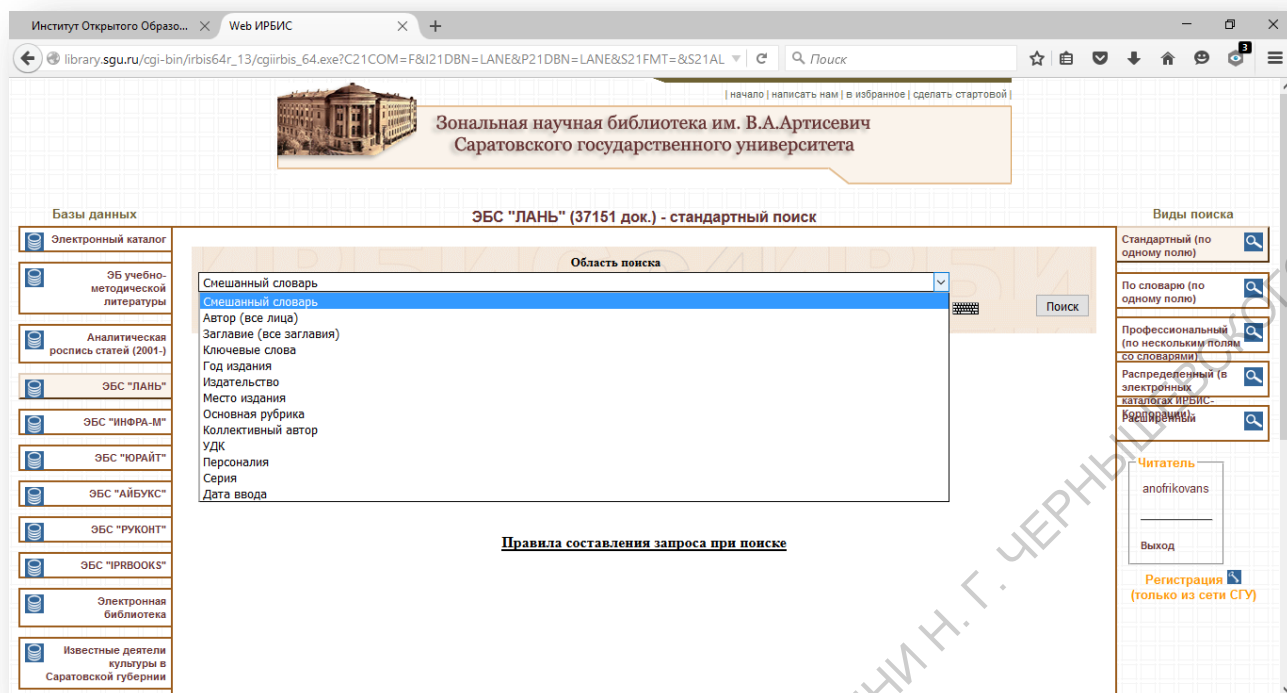 Институт Открытого Образо...
Web ИРБИС
library.sgu.ru/cgi-bin/irbis64r_13/cgiirbis_64.exe?C21COM=F&I21DBN=LANE&P21DBN=LANE&S21FMT=&S21AL
Поиск
3
| начало | написать нам | в избранное | сделать стартовой |
Зональная научная библиотека им. В.А.Артисевич
Саратовского государственного университета
Базы данных
Электронный каталог
ЭБ учебно-
методической
литературы
Аналитическая
роспись статей (2001-)
ЭБС "ЛАНЬ"
ЭБС "ИНФРА-М"
ЭБС "ЮРАЙТ"
ЭБС "АЙБУКС"
ЭБС "РУКОНТ"
ЭБС "IPRBOOKS"
Электронная
библиотека
Известные деятели
культуры в
Саратовской губернии
ЭБС "ЛАНЬ" (37151 док.) - стандартный поиск
Область поиска
Смешанный словарь
Смешанный словарь
Автор (все лица)
Заглавие (все заглавия)
Ключевые слова
Год издания
Издательство
Место издания
Основная рубрика
Коллективный автор
УДК
Персоналия
Серия
Дата ввода
Поиск
Правила составления запроса при поиске
Виды поиска
Стандартный (по
одному полю)
По словарю (по
одному полю)
Профессиональный
(по нескольким полям
со словарями)
Распределенный (в
электронных
каталогах ИРБИС-
Корпорации)
Расширенный
Читатель
anofrikovans
Выход
Регистрация
(только из сети СГУ)
Н. Г. ЧЕРНЫШЕВСКОГО